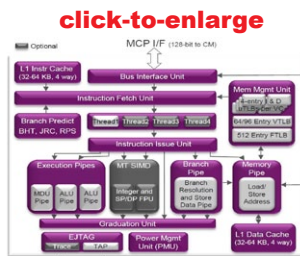 click-to-enlarge
Optional
MCP I/F (128-bit to CM)
L1 Instr Cache
(32-64 KB, 4 way)
Bus Interface Unit
Instruction Fetch Unit
Mem Mgmt Unit
64/96 Entry VTLB
512 Entry FTLB
Branch Predict
BHT, JRC, RPS
Thread1 Thread2 Thread3 Thread4
Instruction Issue Unit
Execution Pipes
MDU Pipe
ALU Pipe
ALU Pipe
MT SIMD
Integer and
SP/DP FPU
Branch
Pipe
Branch
Resolution
and Store
Data Pipe
Memory
Pipe
Load/
Store
Address
Graduation Unit
EJTAG
Trace
TAP
Power Mgmt
Unit (PMU)
L1 Data Cache
(32-64 KB, 4 way)